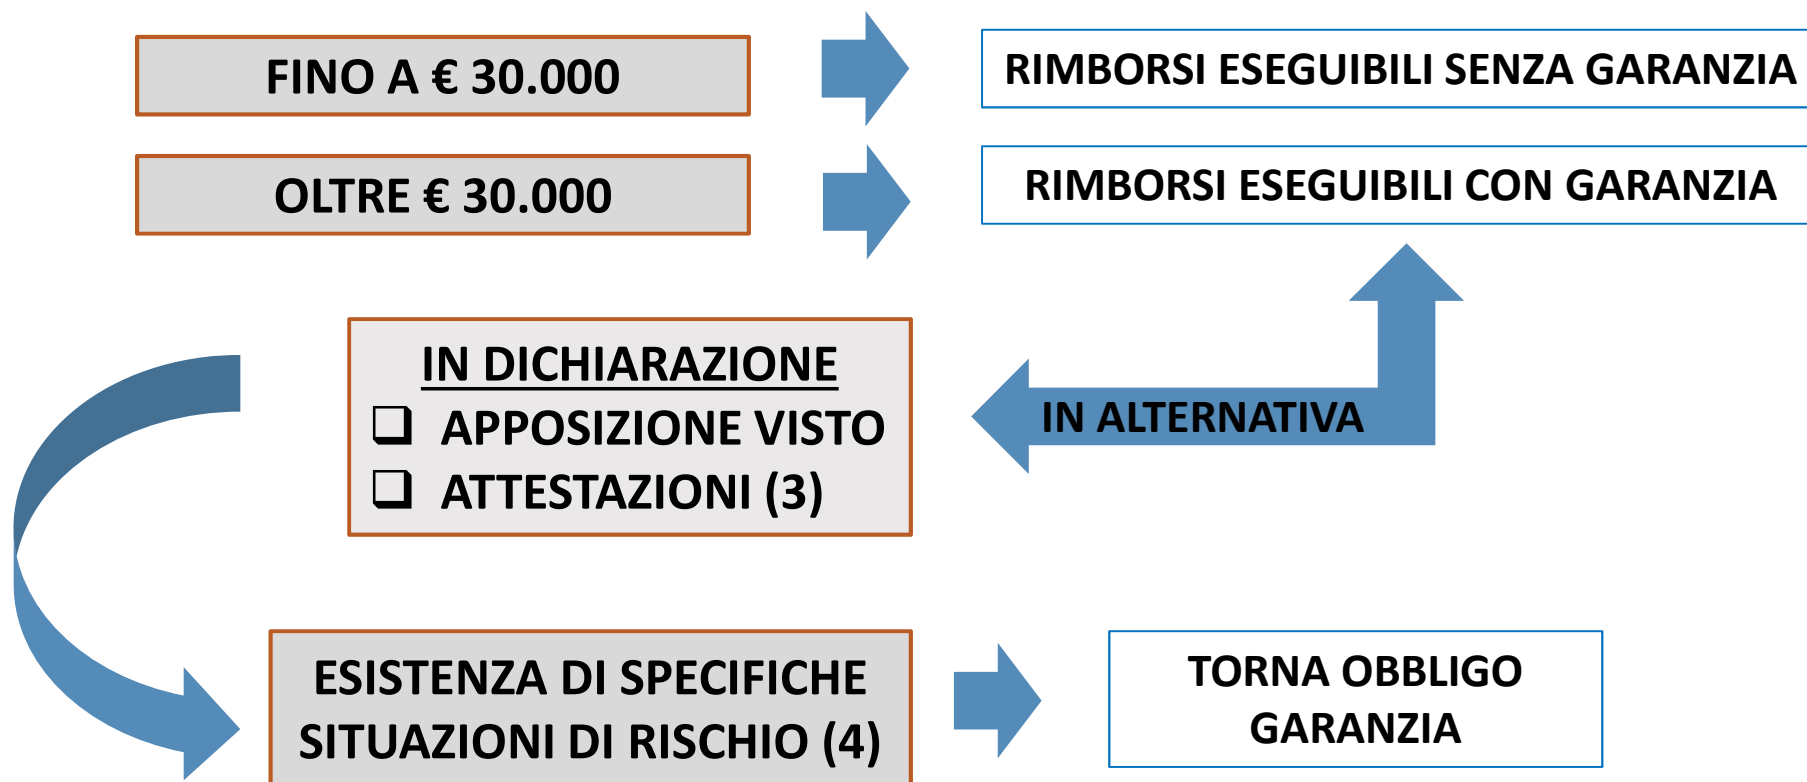 FINO A € 30.000
RIMBORSI ESEGUIBILI SENZA GARANZIA
OLTRE € 30.000
RIMBORSI ESEGUIBILI CON GARANZIA
IN DICHIARAZIONE
APPOSIZIONE VISTO
ATTESTAZIONI (3)
IN ALTERNATIVA
ESISTENZA DI SPECIFICHE
SITUAZIONI DI RISCHIO (4)
TORNA OBBLIGO
GARANZIA